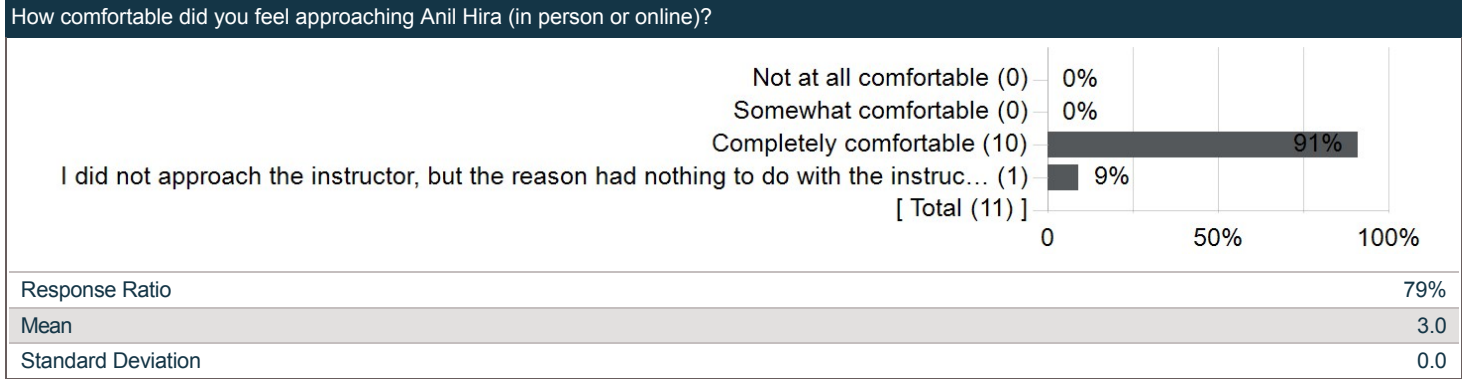 How comfortable did you feel approaching Anil Hira (in person or online)?
Not at all comfortable (0) 0%
Somewhat comfortable (0) 0%
Completely comfortable (10) 91%
I did not approach the instructor, but the reason had nothing to do with the instruc... (1) 9%
[ Total (11) ]
0 50% 100%
Response Ratio 79%
Mean 3.0
Standard Deviation 0.0